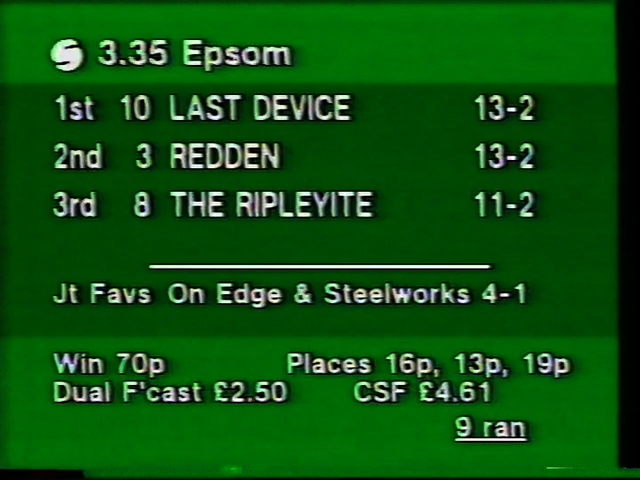 3.35 Epsom
1st 10 LAST DEVICE 13-2
2nd 3 REDDEN 13-2
3rd 8 THE RIPLEYITE 11-2
Jt Favs On Edge & Steelworks 4-1
Win 70p Places 16p, 13p, 19p
Dual F'cast £2.50 CSF £4.61
9 ran